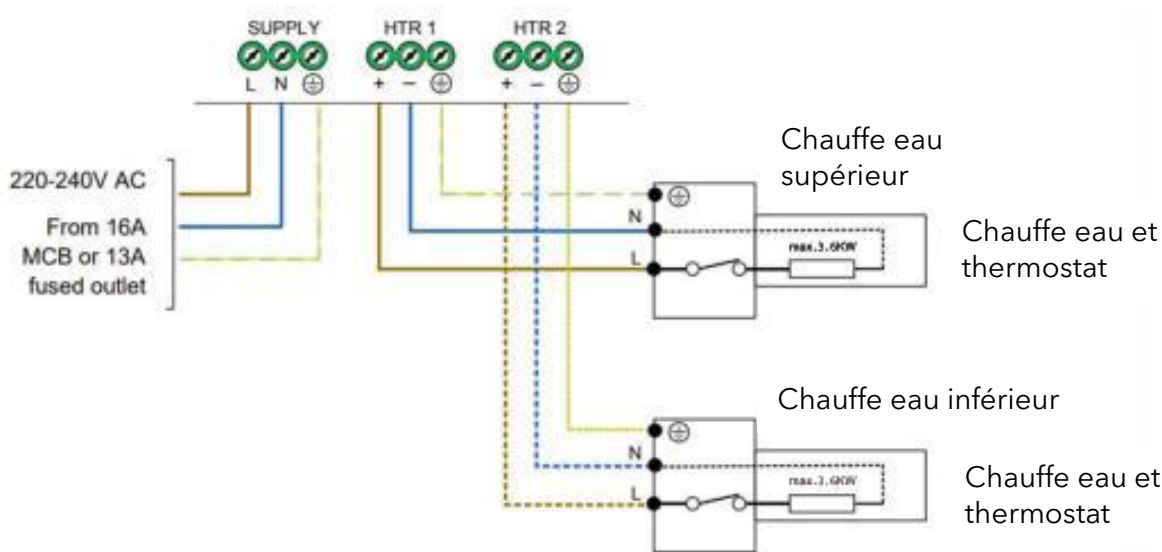 SUPPLY
HTR 1
HTR 2
L N
+ –
+ –
220-240V AC
From 16A
MCB or 13A
fused outlet
Chauffe eau
supérieur
N
L
max.3.6KW
Chauffe eau et
thermostat
Chauffe eau inférieur
N
L
max.3.6KW
Chauffe eau et
thermostat